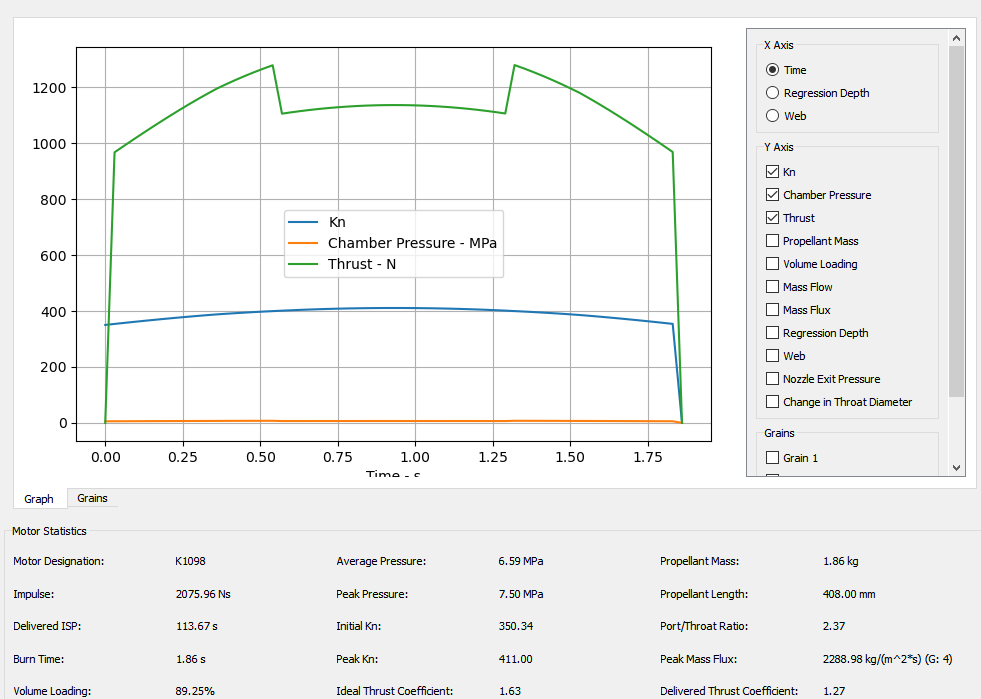 X Axis
Time
Regression Depth
Web
Y Axis
Kn
Chamber Pressure
Thrust
Propellant Mass
Volume Loading
Mass Flow
Mass Flux
Regression Depth
Web
Nozzle Exit Pressure
Change in Throat Diameter
Grains
Grain 1
1200
1000
800
600
400
200
0
Kn
Chamber Pressure - MPa
Thrust - N
0.00 0.25 0.50 0.75 1.00 1.25 1.50 1.75
Time - s
Graph Grains
Motor Statistics
Motor Designation: K1098 Average Pressure: 6.59 MPa Propellant Mass: 1.86 kg
Impulse: 2075.96 Ns Peak Pressure: 7.50 MPa Propellant Length: 408.00 mm
Delivered ISP: 113.67 s Initial Kn: 350.34 Port/Throat Ratio: 2.37
Burn Time: 1.86 s Peak Kn: 411.00 Peak Mass Flux: 2288.98 kg/(m^2*s) (G: 4)
Volume Loading: 89.25% Ideal Thrust Coefficient: 1.63 Delivered Thrust Coefficient: 1.27